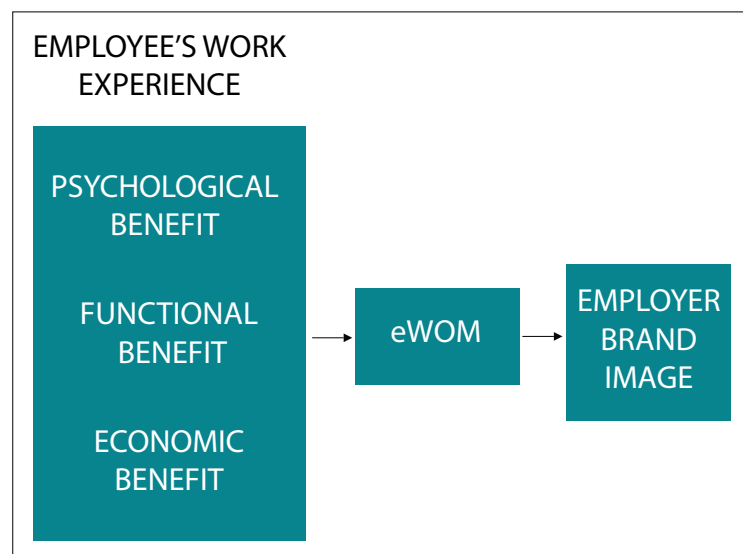 EMPLOYEE'S WORK
EXPERIENCE
PSYCHOLOGICAL
BENEFIT
FUNCTIONAL
BENEFIT
ECONOMIC
BENEFIT
eWOM
EMPLOYER
BRAND
IMAGE